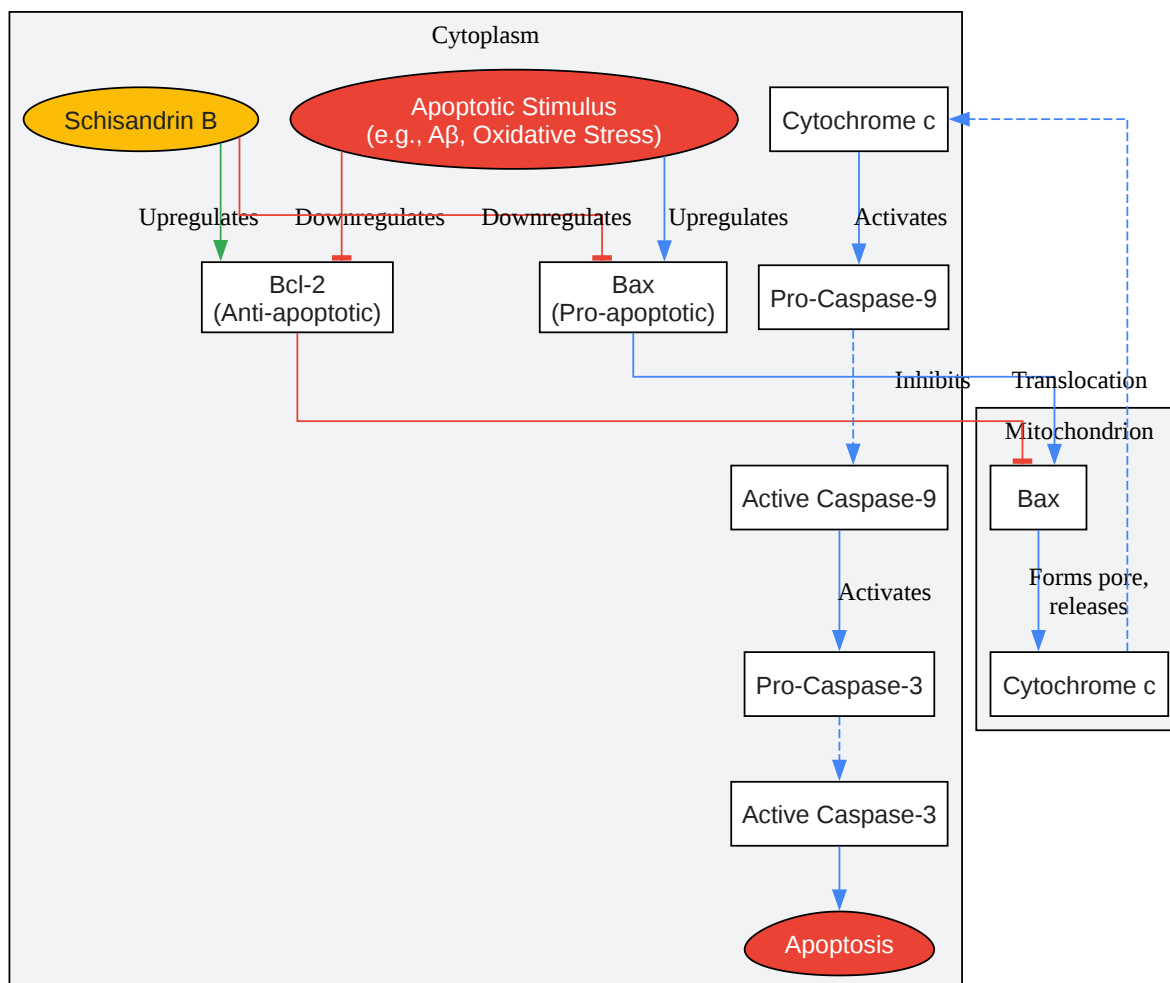 Cytoplasm
Schisandrin B
Apoptotic Stimulus
(e.g., Aβ, Oxidative Stress)
Cytochrome c
Upregulates
Downregulates
Downregulates
Upregulates
Activates
Bcl-2
(Anti-apoptotic)
Bax
(Pro-apoptotic)
Pro-Caspase-9
Inhibits
Translocation
Mitochondrion
Active Caspase-9
Bax
Activates
Forms pore,
releases
Pro-Caspase-3
Cytochrome c
Active Caspase-3
Apoptosis